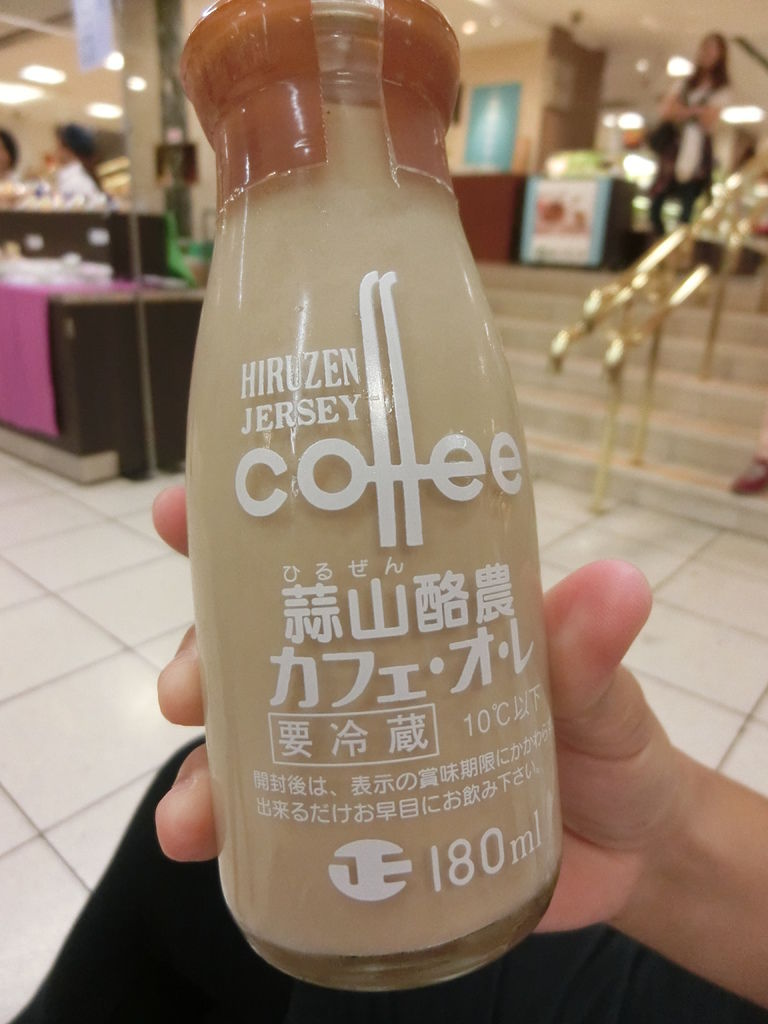 HIRUZEN
JERSEY
coffee
ひるぜん
蒜山酪農
カフェ・オ・レ
要冷蔵 10℃以下
開封後は、表示の賞味期限にかかわらず
出来るだけお早目にお飲み下さい。
正 180ml